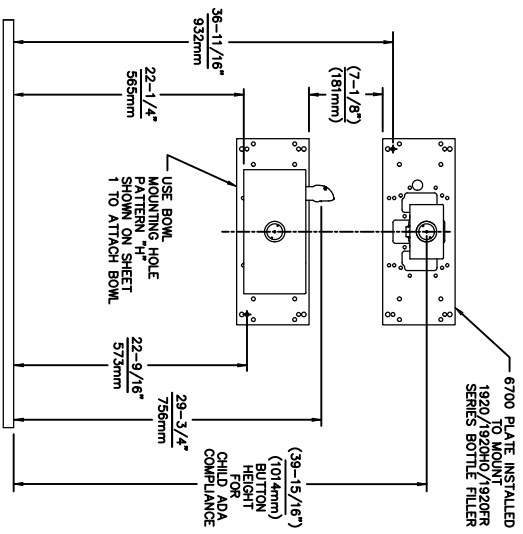 6700 PLATE INSTALLED
TO MOUNT
1920/1920HO/1920FR
SERIES BOTTLE FILLER
36-11/16"
932mm
(7-1/8")
(181mm)
22-1/4"
565mm
USE BOWL
MOUNTING HOLE
PATTERN "H"
SHOWN ON SHEET
1 TO ATTACH BOWL
22-9/16"
573mm
29-3/4"
756mm
(39-15/16")
(1014mm)
BUTTON
HEIGHT
FOR
CHILD ADA
COMPLIANCE